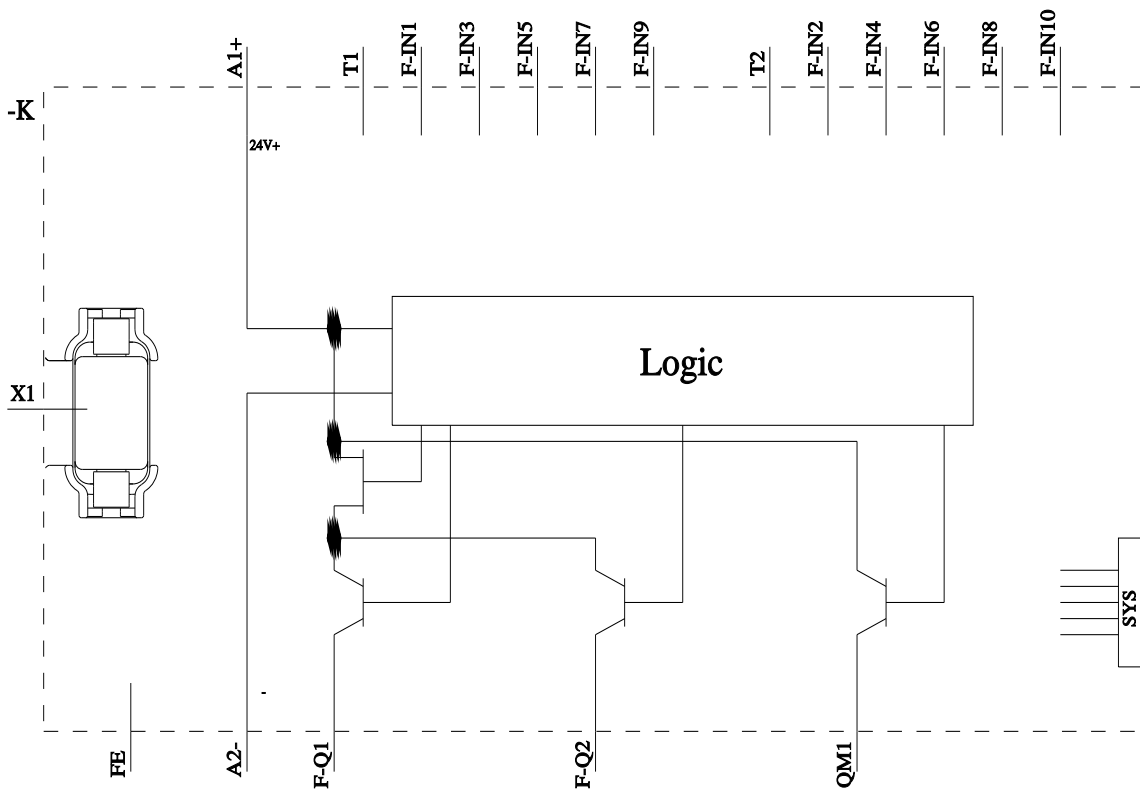 A1+
T1
F-IN1
F-IN3
F-IN5
F-IN7
F-IN9
T2
F-IN2
F-IN4
F-IN6
F-IN8
F-IN10
-K
24V+
Logic
X1
SYS
-
FE
A2-
F-Q1
F-Q2
QM1